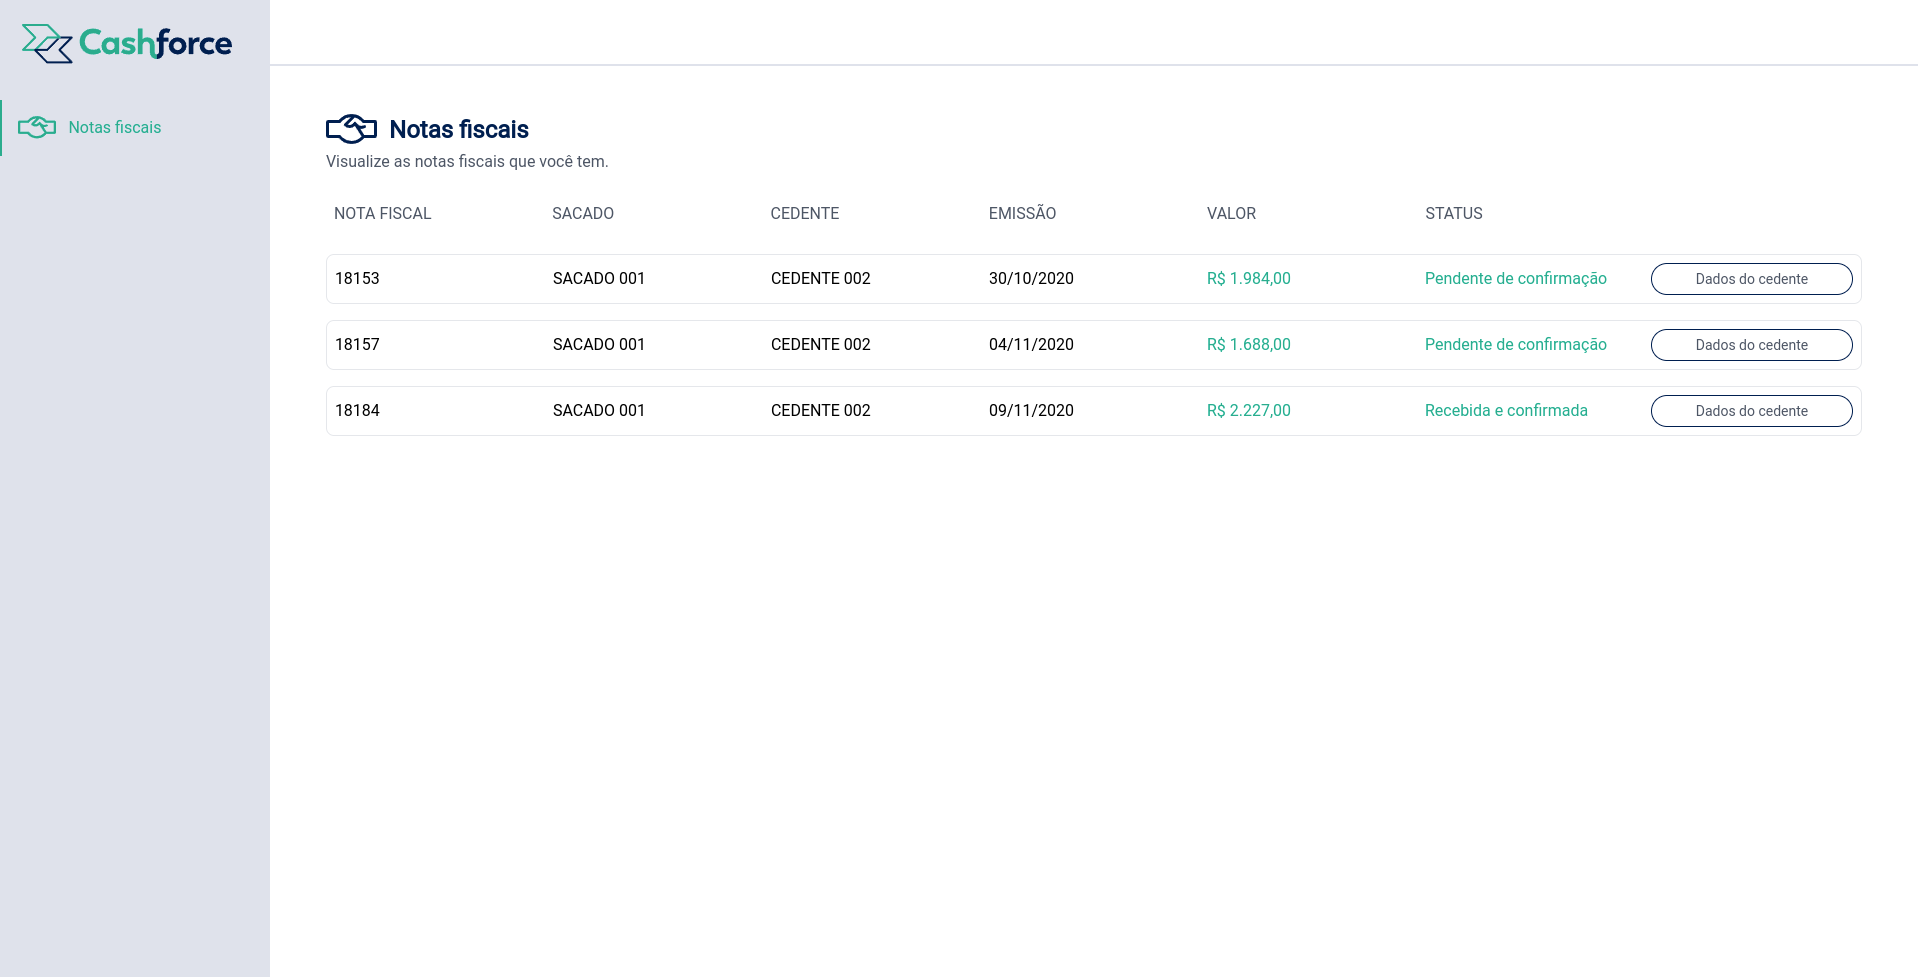 Cashforce
Notas fiscais
Notas fiscais
Visualize as notas fiscais que você tem.
NOTA FISCAL SACADO CEDENTE EMISSÃO VALOR STATUS
18153 SACADO 001 CEDENTE 002 30/10/2020 R$ 1.984,00 Pendente de confirmação Dados do cedente
18157 SACADO 001 CEDENTE 002 04/11/2020 R$ 1.688,00 Pendente de confirmação Dados do cedente
18184 SACADO 001 CEDENTE 002 09/11/2020 R$ 2.227,00 Recebida e confirmada Dados do cedente